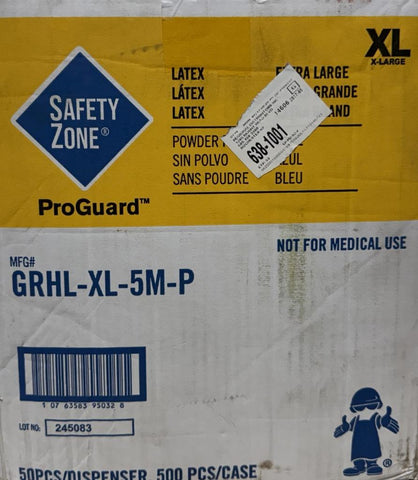 XL
X-LARGE
SAFETY
ZONE®
ProGuard™
LATEX LARGE
LÁTEX GRANDE
LATEX
POWDER
SIN POLVO
SANS POUDRE BLEU
638-1001
14606
NOT FOR MEDICAL USE
MFG#
GRHL-XL-5M-P
1 07 63583 95032 8
LOT NO: 245083
®
50PCS/DISPENSER 500 PCS/CASE